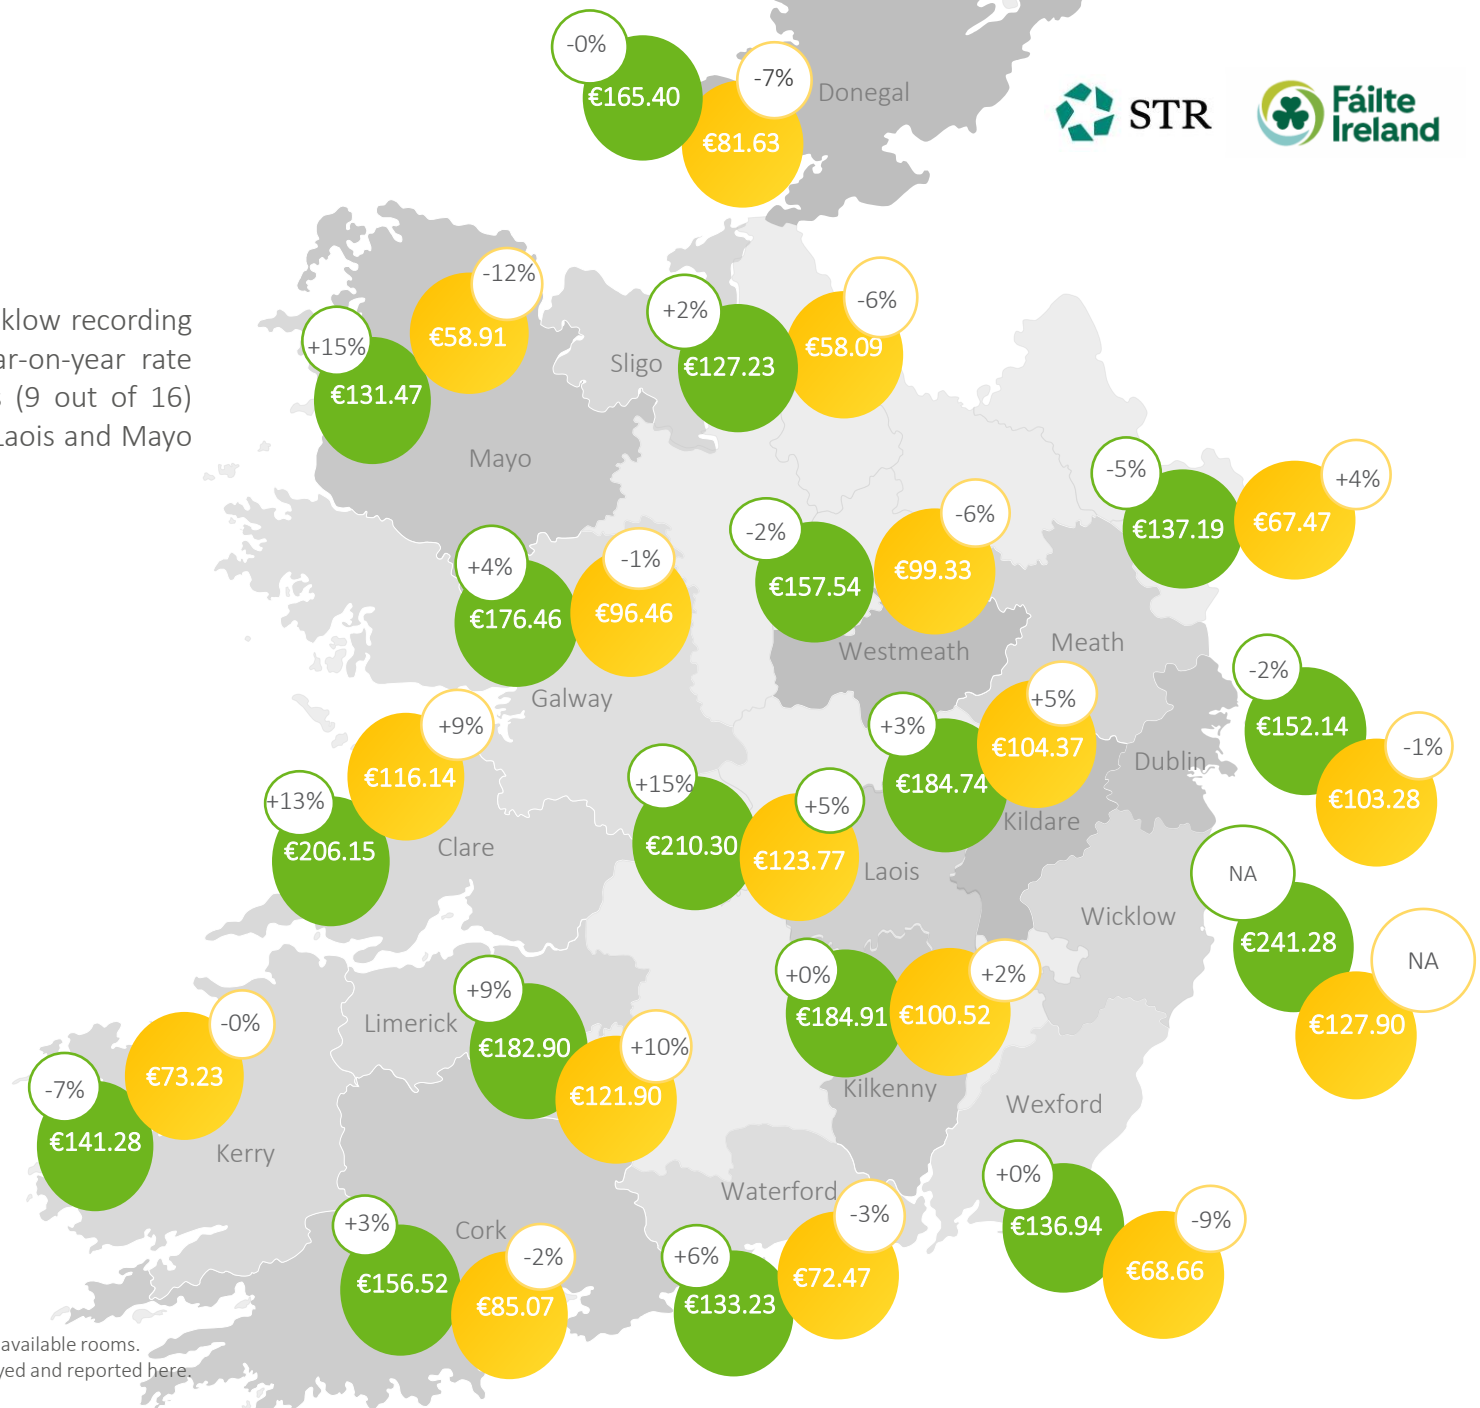 -0%
-7%
€165.40
€81.63
Donegal
STR
Fáilte
Ireland
klow recording
ar-on-year rate
(9 out of 16)
Laois and Mayo
-12%
+15%
€58.91
€131.47
Mayo
+2%
-6%
Sligo
€127.23
€58.09
-5%
+4%
€137.19
€67.47
-2%
-6%
€157.54
€99.33
Westmeath
+4%
-1%
€176.46
€96.46
Galway
Meath
+3%
+5%
€184.74
€104.37
Kildare
-2%
-1%
€152.14
€103.28
Dublin
+9%
+13%
€116.14
€206.15
Clare
+15%
+5%
€210.30
€123.77
Laois
NA
NA
€241.28
€127.90
Wicklow
+0%
+2%
€184.91
€100.52
Kilkenny
+9%
+10%
Limerick
€182.90
€121.90
-0%
-7%
€73.23
€141.28
Kerry
+3%
-2%
Cork
€156.52
€85.07
Waterford
+6%
-3%
€133.23
€72.47
Wexford
+0%
-9%
€136.94
€68.66
available rooms.
yed and reported here.